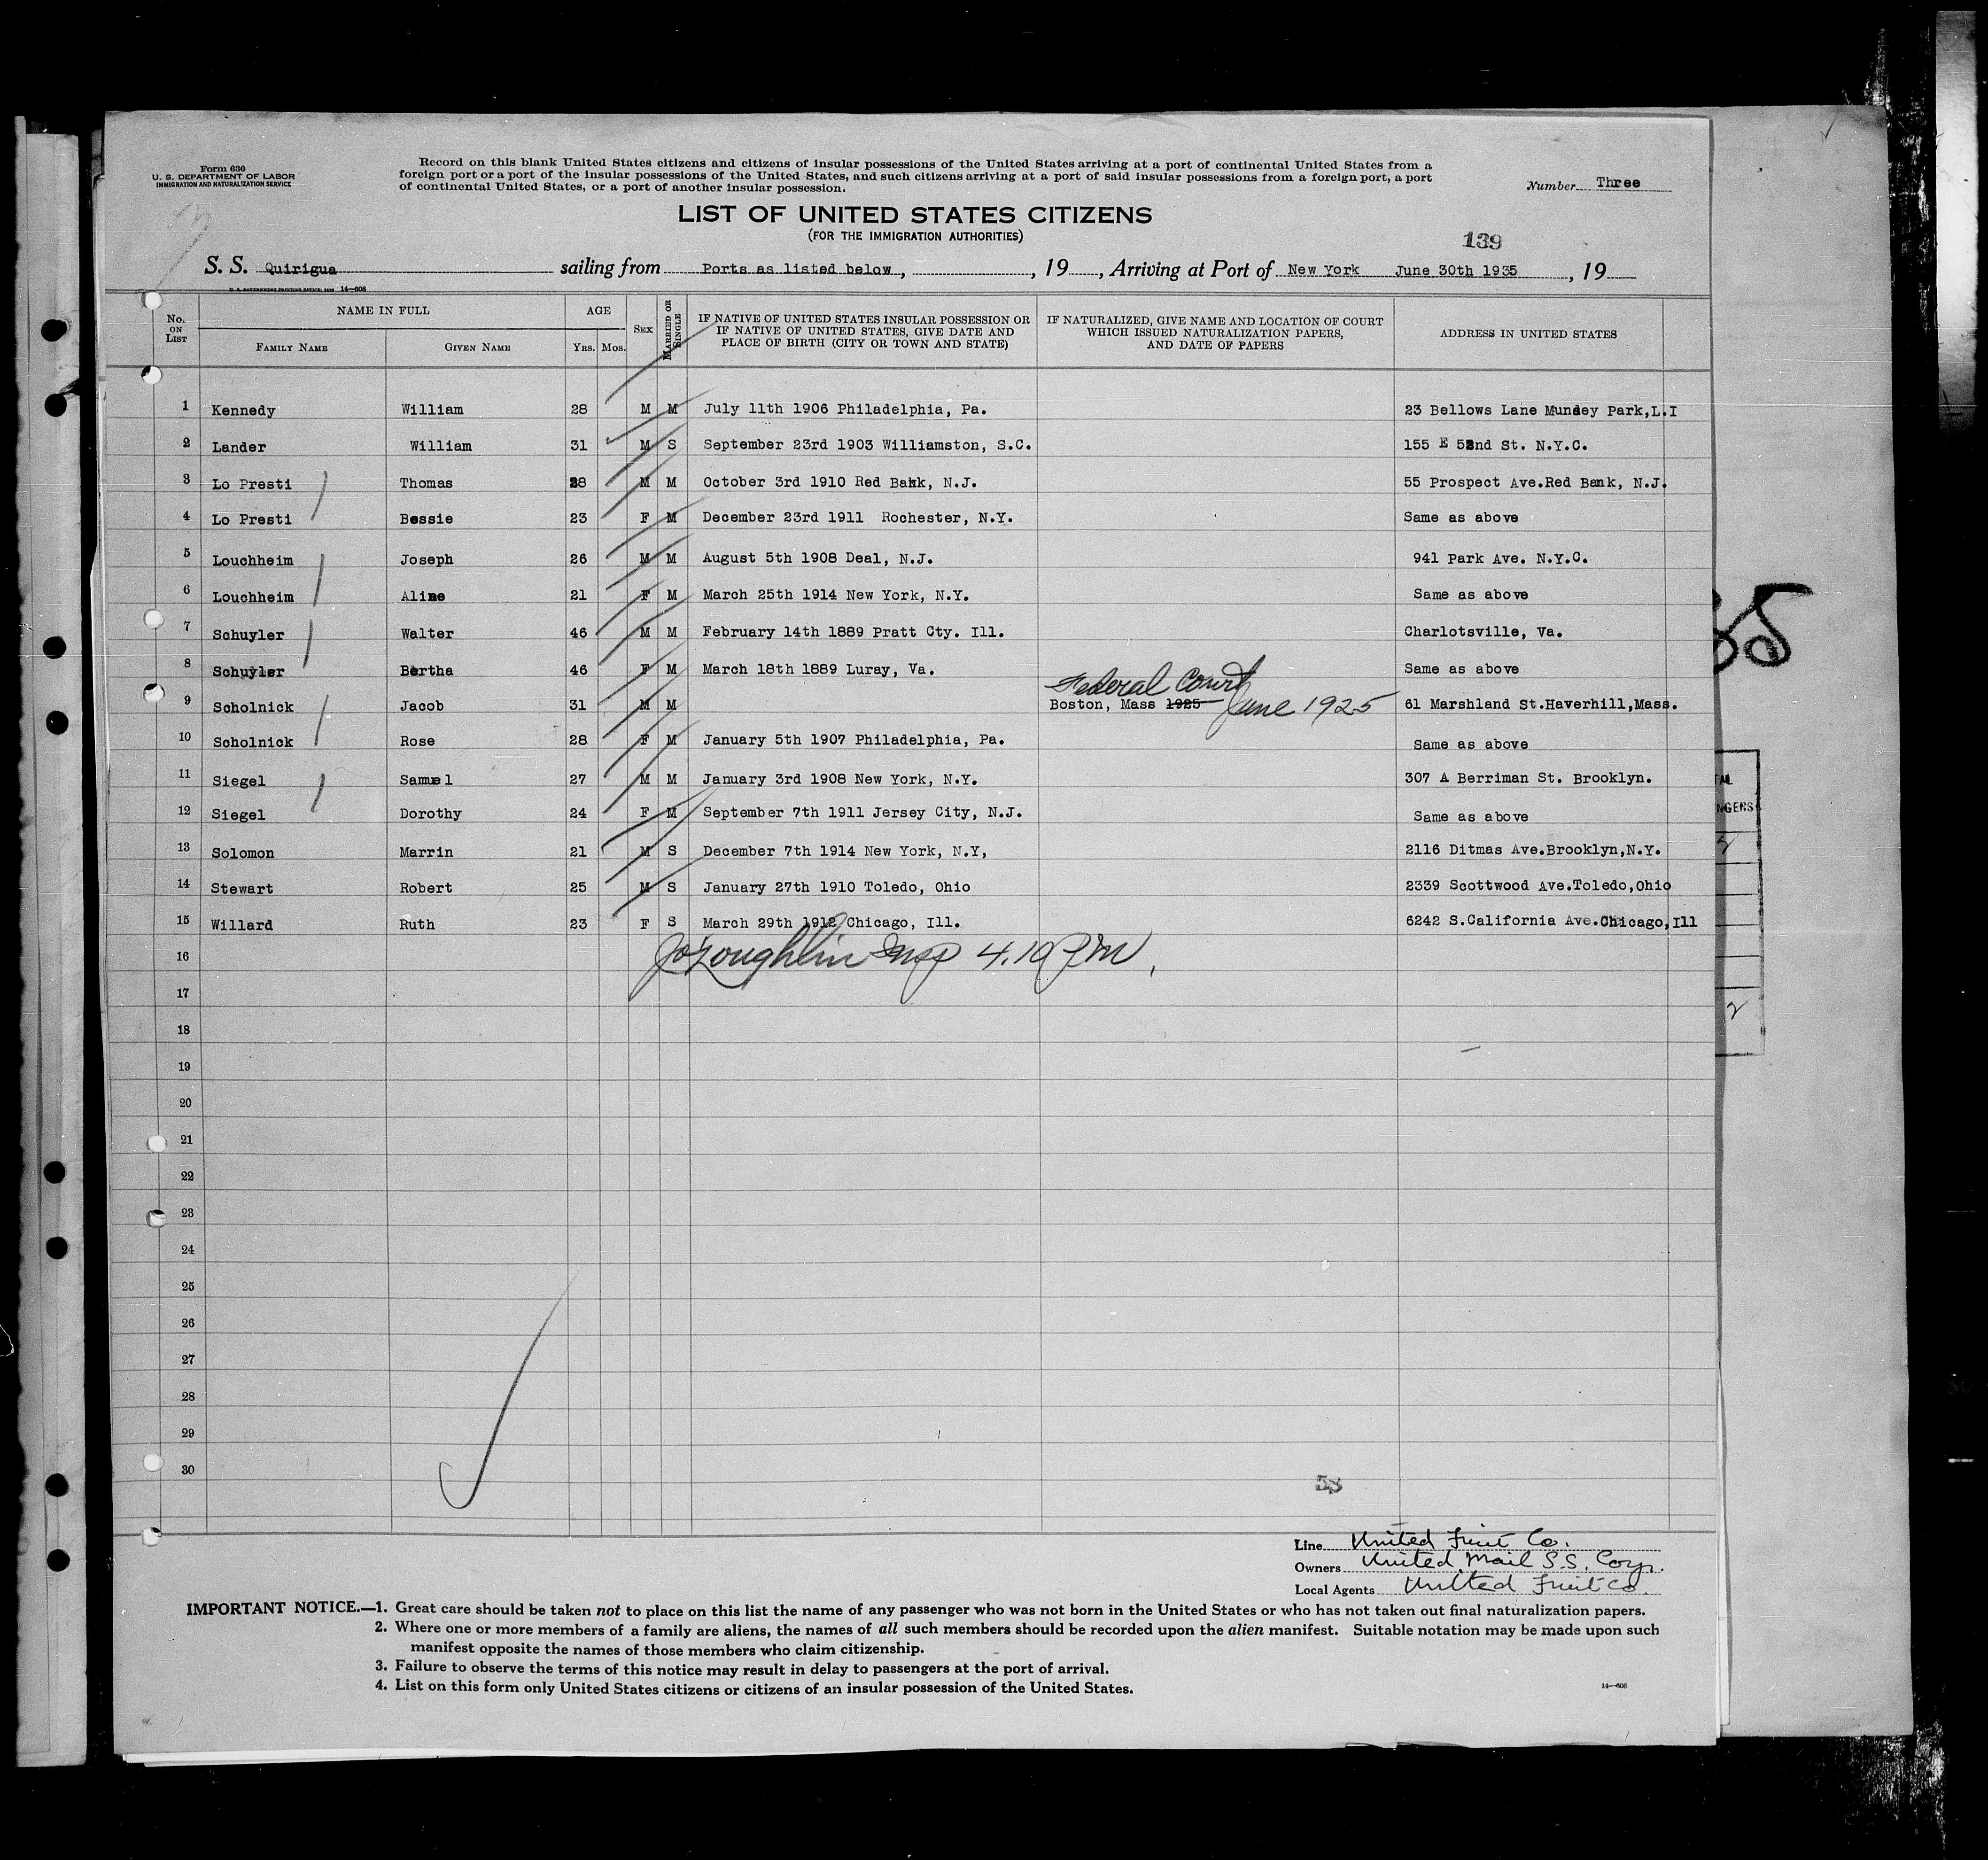 Form 630
U. S. DEPARTMENT OF LABOR
IMMIGRATION AND NATURALIZATION SERVICE
Record on this blank United States citizens and citizens of insular possessions of the United States arriving at a port of continental United States from a
foreign port or a port of the insular possessions of the United States, and such citizens arriving at a port of said insular possessions from a foreign port, a port
of continental United States, or a port of another insular possession.
Number Three
LIST OF UNITED STATES CITIZENS
(FOR THE IMMIGRATION AUTHORITIES)
139
S. S. Quirigua sailing from Ports as listed below, , 19 , Arriving at Port of New York June 30th 1935 , 19
U. S. GOVERNMENT PRINTING OFFICE: 1932 14—608
No. ON LIST
NAME IN FULL
FAMILY NAME GIVEN NAME
AGE
YRS. MOS.
SEX
MARRIED OR SINGLE
IF NATIVE OF UNITED STATES INSULAR POSSESSION OR
IF NATIVE OF UNITED STATES, GIVE DATE AND
PLACE OF BIRTH (CITY OR TOWN AND STATE)
IF NATURALIZED, GIVE NAME AND LOCATION OF COURT
WHICH ISSUED NATURALIZATION PAPERS,
AND DATE OF PAPERS
ADDRESS IN UNITED STATES
1 Kennedy William 28 M M July 11th 1906 Philadelphia, Pa. 23 Bellows Lane Mundey Park,L.I
2 Lander William 31 M S September 23rd 1903 Williamston, S.C. 155 E 52nd St. N.Y.C.
3 Lo Presti Thomas 28 M M October 3rd 1910 Red Bank, N.J. 55 Prospect Ave.Red Bank, N.J.
4 Lo Presti Bessie 23 F M December 23rd 1911 Rochester, N.Y. Same as above
5 Louchheim Joseph 26 M M August 5th 1908 Deal, N.J. 941 Park Ave. N.Y.C.
6 Louchheim Aline 21 F M March 25th 1914 New York, N.Y. Same as above
7 Schuyler Walter 46 M M February 14th 1889 Pratt Cty. Ill. Charlotsville, Va.
8 Schuyler Bertha 46 F M March 18th 1889 Luray, Va. Same as above
Federal Court
9 Scholnick Jacob 31 M M Boston, Mass 1925 June 1925 61 Marshland St.Haverhill,Mass.
10 Scholnick Rose 28 F M January 5th 1907 Philadelphia, Pa. Same as above
11 Siegel Samuel 27 M M January 3rd 1908 New York, N.Y. 307 A Berriman St. Brooklyn.
12 Siegel Dorothy 24 F M September 7th 1911 Jersey City, N.J. Same as above
13 Solomon Marrin 21 M S December 7th 1914 New York, N.Y, 2116 Ditmas Ave.Brooklyn,N.Y.
14 Stewart Robert 25 M S January 27th 1910 Toledo, Ohio 2339 Scottwood Ave.Toledo,Ohio
15 Willard Ruth 23 F S March 29th 1912 Chicago, Ill. 6242 S.California Ave.Chicago,Ill
16 Insp 4.10 PM.
17
18
19
20
21
22
23
24
25
26
27
28
29
30
58
Line United Fruit Co.
Owners United Mail S.S. Corp.
Local Agents United Fruit Co.
IMPORTANT NOTICE.—1. Great care should be taken not to place on this list the name of any passenger who was not born in the United States or who has not taken out final naturalization papers.
2. Where one or more members of a family are aliens, the names of all such members should be recorded upon the alien manifest. Suitable notation may be made upon such
manifest opposite the names of those members who claim citizenship.
3. Failure to observe the terms of this notice may result in delay to passengers at the port of arrival.
4. List on this form only United States citizens or citizens of an insular possession of the United States.
14—608